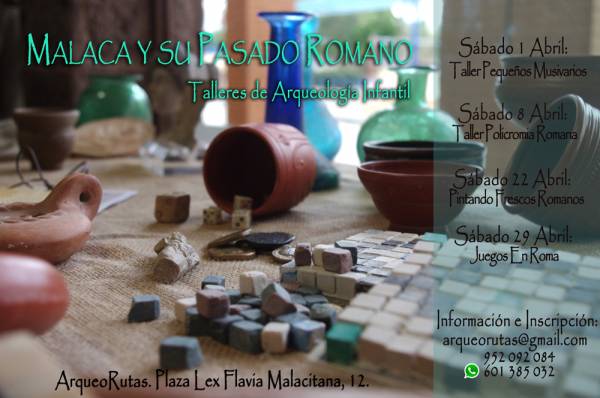 MALACA Y SU PASADO ROMANO
Talleres de Arqueología Infantil
Sábado 1 Abril:
Taller Pequeños Musivarios
Sábado 8 Abril:
Taller Policromia Romana
Sábado 22 Abril:
Pintando Frescos Romanos
Sábado 29 Abril:
Juegos En Roma
Información e Inscripción:
arqueorutas@gmail.com
952 092 084
601 385 032
ArqueoRutas. Plaza Lex Flavia Malacitana, 12.